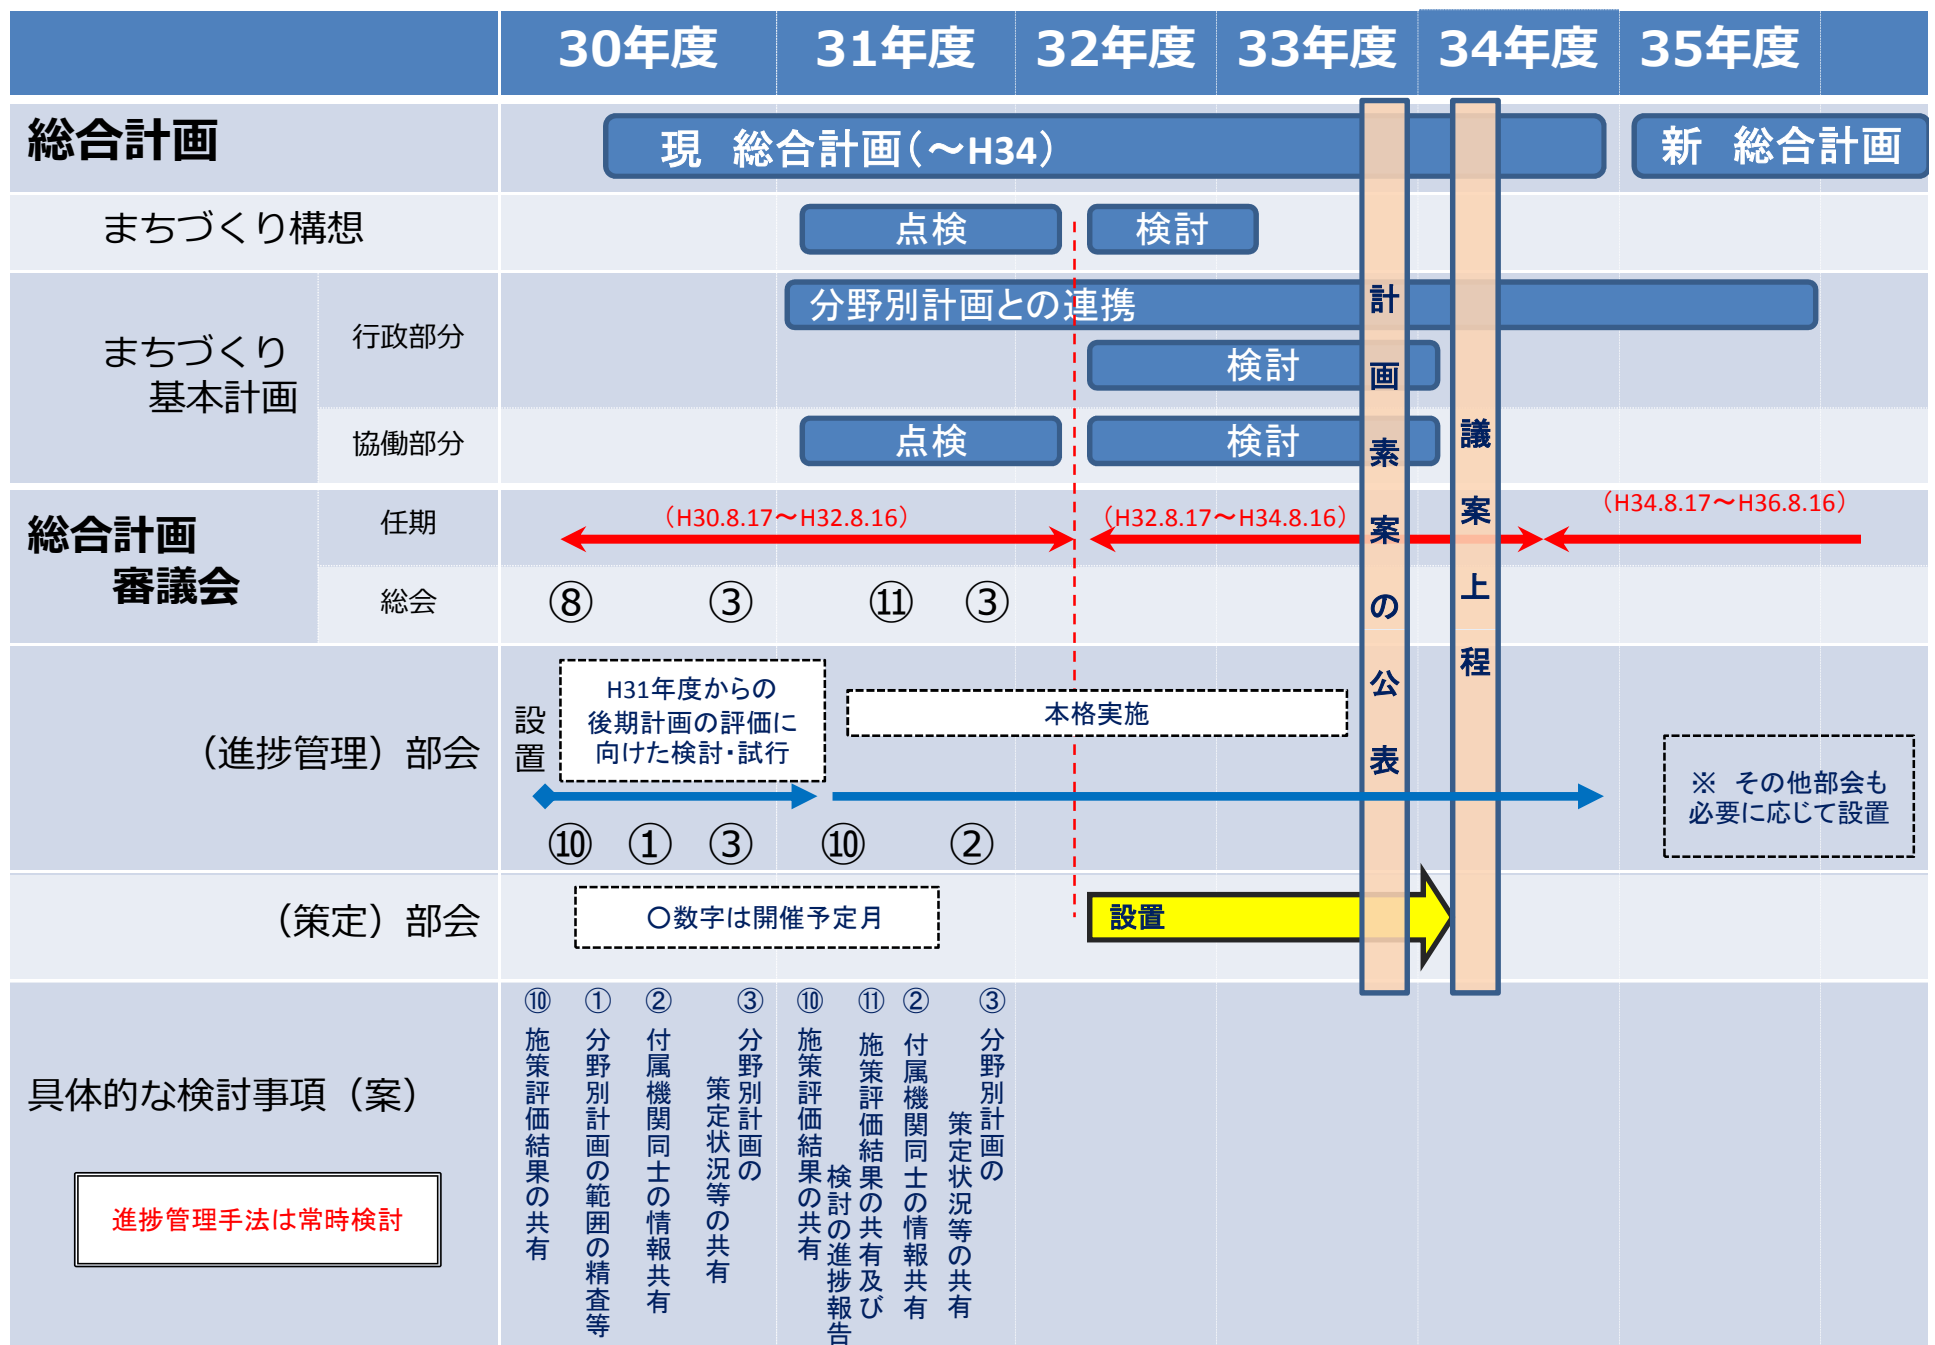 30年度 31年度 32年度 33年度 34年度 35年度
総合計画
現　総合計画（～H34）
新　総合計画
まちづくり構想
点検
検討
まちづくり
基本計画
行政部分
分野別計画との連携
検討
協働部分
点検
検討
計画素案の公表
議案上程
総合計画
審議会
任期
（H30.8.17～H32.8.16）
（H32.8.17～H34.8.16）
（H34.8.17～H36.8.16）
総会
⑧ ③ ⑪ ③
（進捗管理）部会
設置
H31年度からの
後期計画の評価に
向けた検討・試行
本格実施
※　その他部会も
必要に応じて設置
⑩ ① ③ ⑩ ②
（策定）部会
〇数字は開催予定月
設置
具体的な検討事項（案）
進捗管理手法は常時検討
⑩ 施策評価結果の共有
① 分野別計画の範囲の精査等
② 付属機関同士の情報共有
③ 分野別計画の
策定状況等の共有
⑩ 施策評価結果の共有
⑪ 施策評価結果の共有及び
検討の進捗報告
② 付属機関同士の情報共有
③ 分野別計画の
策定状況等の共有